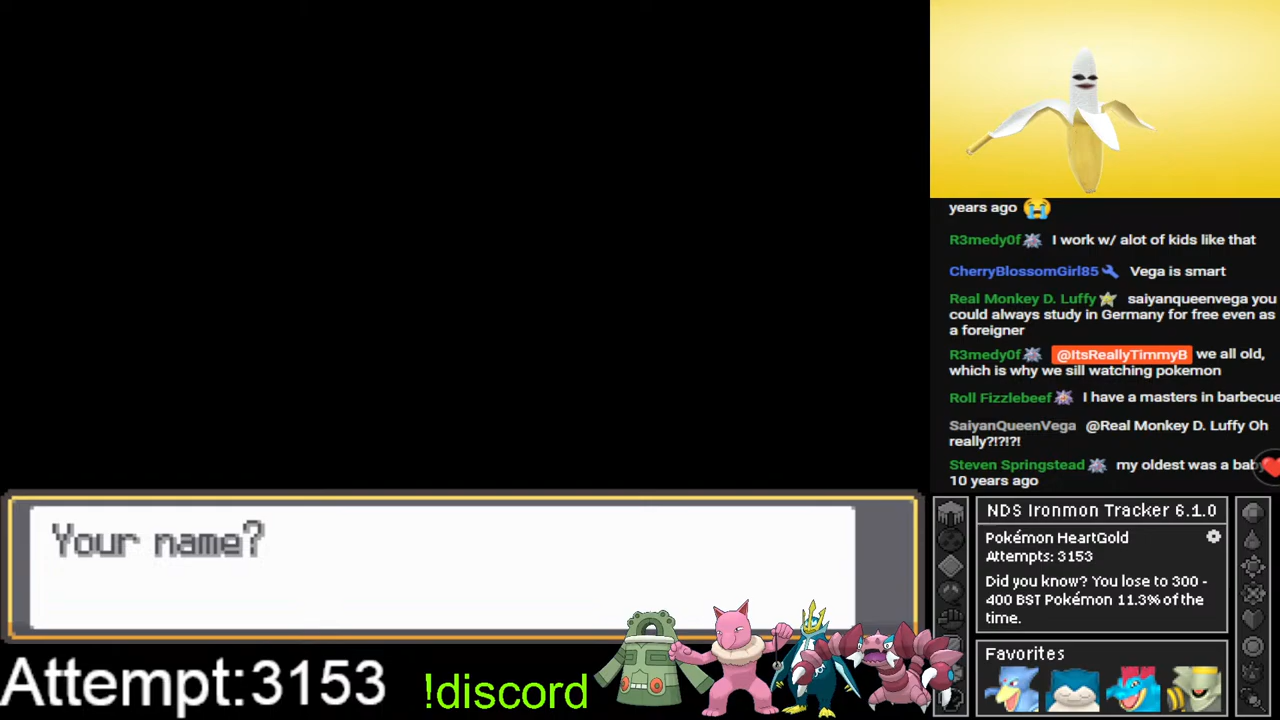 years ago 😭
R3medy0f I work w/ alot of kids like that
CherryBlossomGirl85 Vega is smart
Real Monkey D. Luffy saiyanqueenvega you
could always study in Germany for free even as
a foreigner
R3medy0f @ItsReallyTimmyB we all old,
which is why we sill watching pokemon
Roll Fizzlebeef I have a masters in barbecue
SaiyanQueenVega @Real Monkey D. Luffy Oh
really?!?!?!
Steven Springstead my oldest was a bab
10 years ago
Your name?
NDS Ironmon Tracker 6.1.0
Pokémon HeartGold
Attempts: 3153
Did you know? You lose to 300 -
400 BST Pokémon 11.3% of the
time.
Favorites
Attempt:3153 !discord